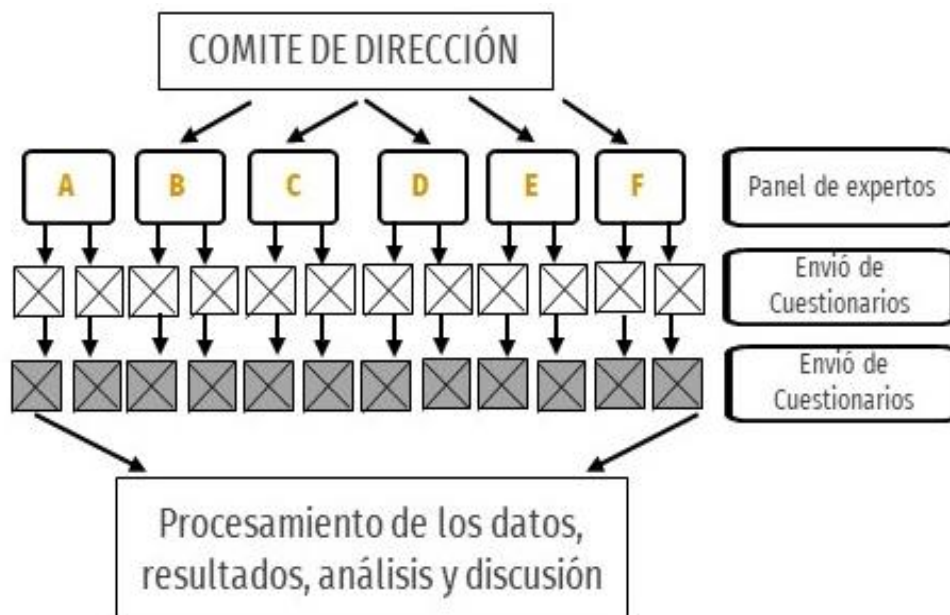 COMITE DE DIRECCIÓN
A B C D E F
Panel de expertos
Envió de
Cuestionarios
Envió de
Cuestionarios
Procesamiento de los datos,
resultados, análisis y discusión